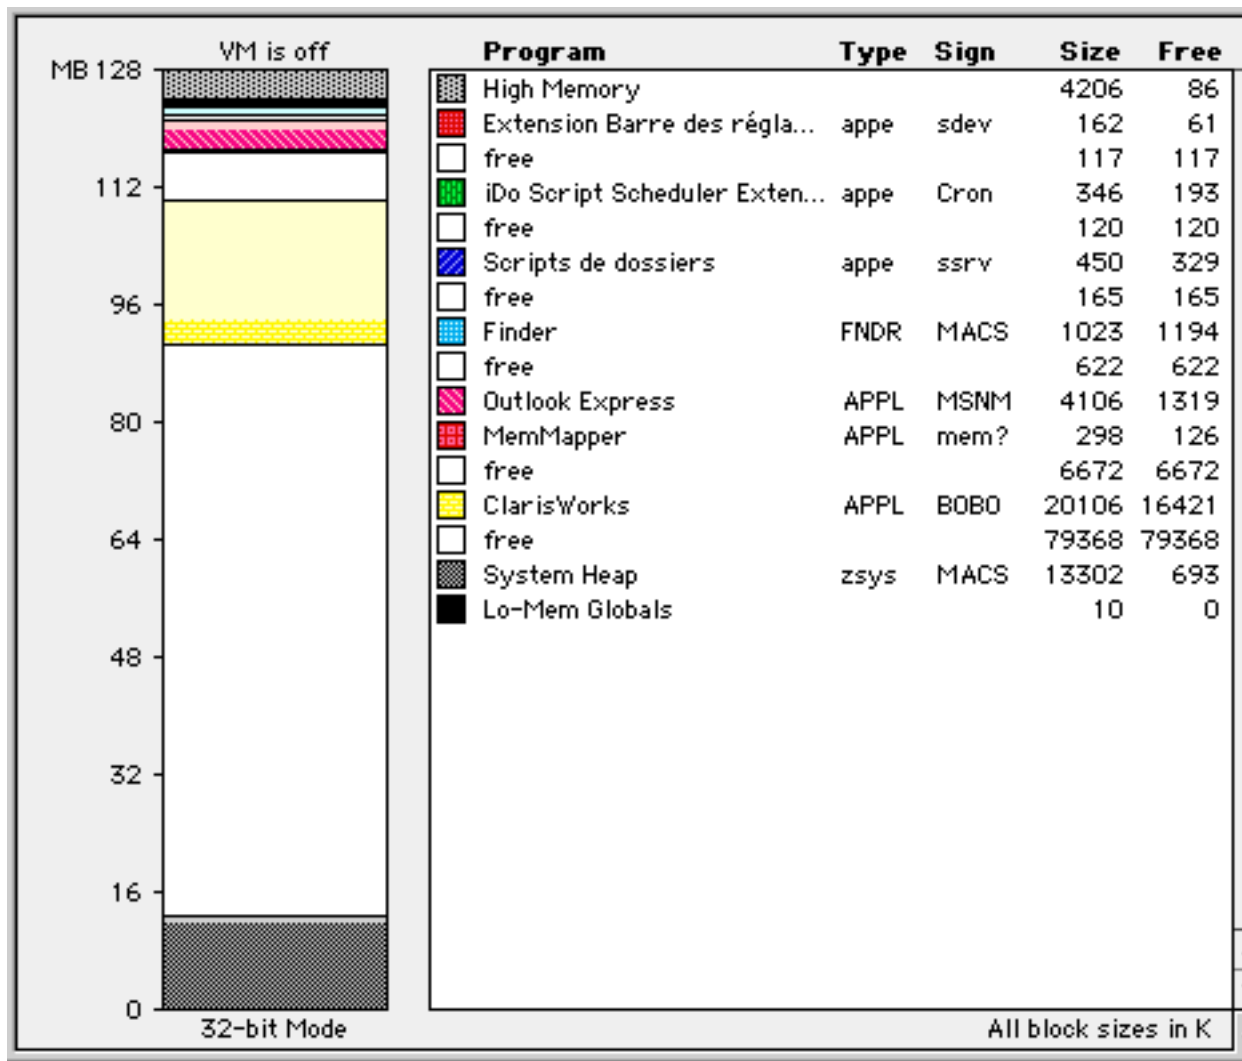 VM is off
MB 128
112
96
80
64
48
32
16
0
32-bit Mode
Program Type Sign Size Free
High Memory 4206 86
Extension Barre des régla... appe sdev 162 61
free 117 117
iDo Script Scheduler Exten... appe Cron 346 193
free 120 120
Scripts de dossiers appe ssrv 450 329
free 165 165
Finder FNDR MACS 1023 1194
free 622 622
Outlook Express APPL MSNM 4106 1319
MemMapper APPL mem? 298 126
free 6672 6672
ClarisWorks APPL BOBO 20106 16421
free 79368 79368
System Heap zsys MACS 13302 693
Lo-Mem Globals 10 0
All block sizes in K